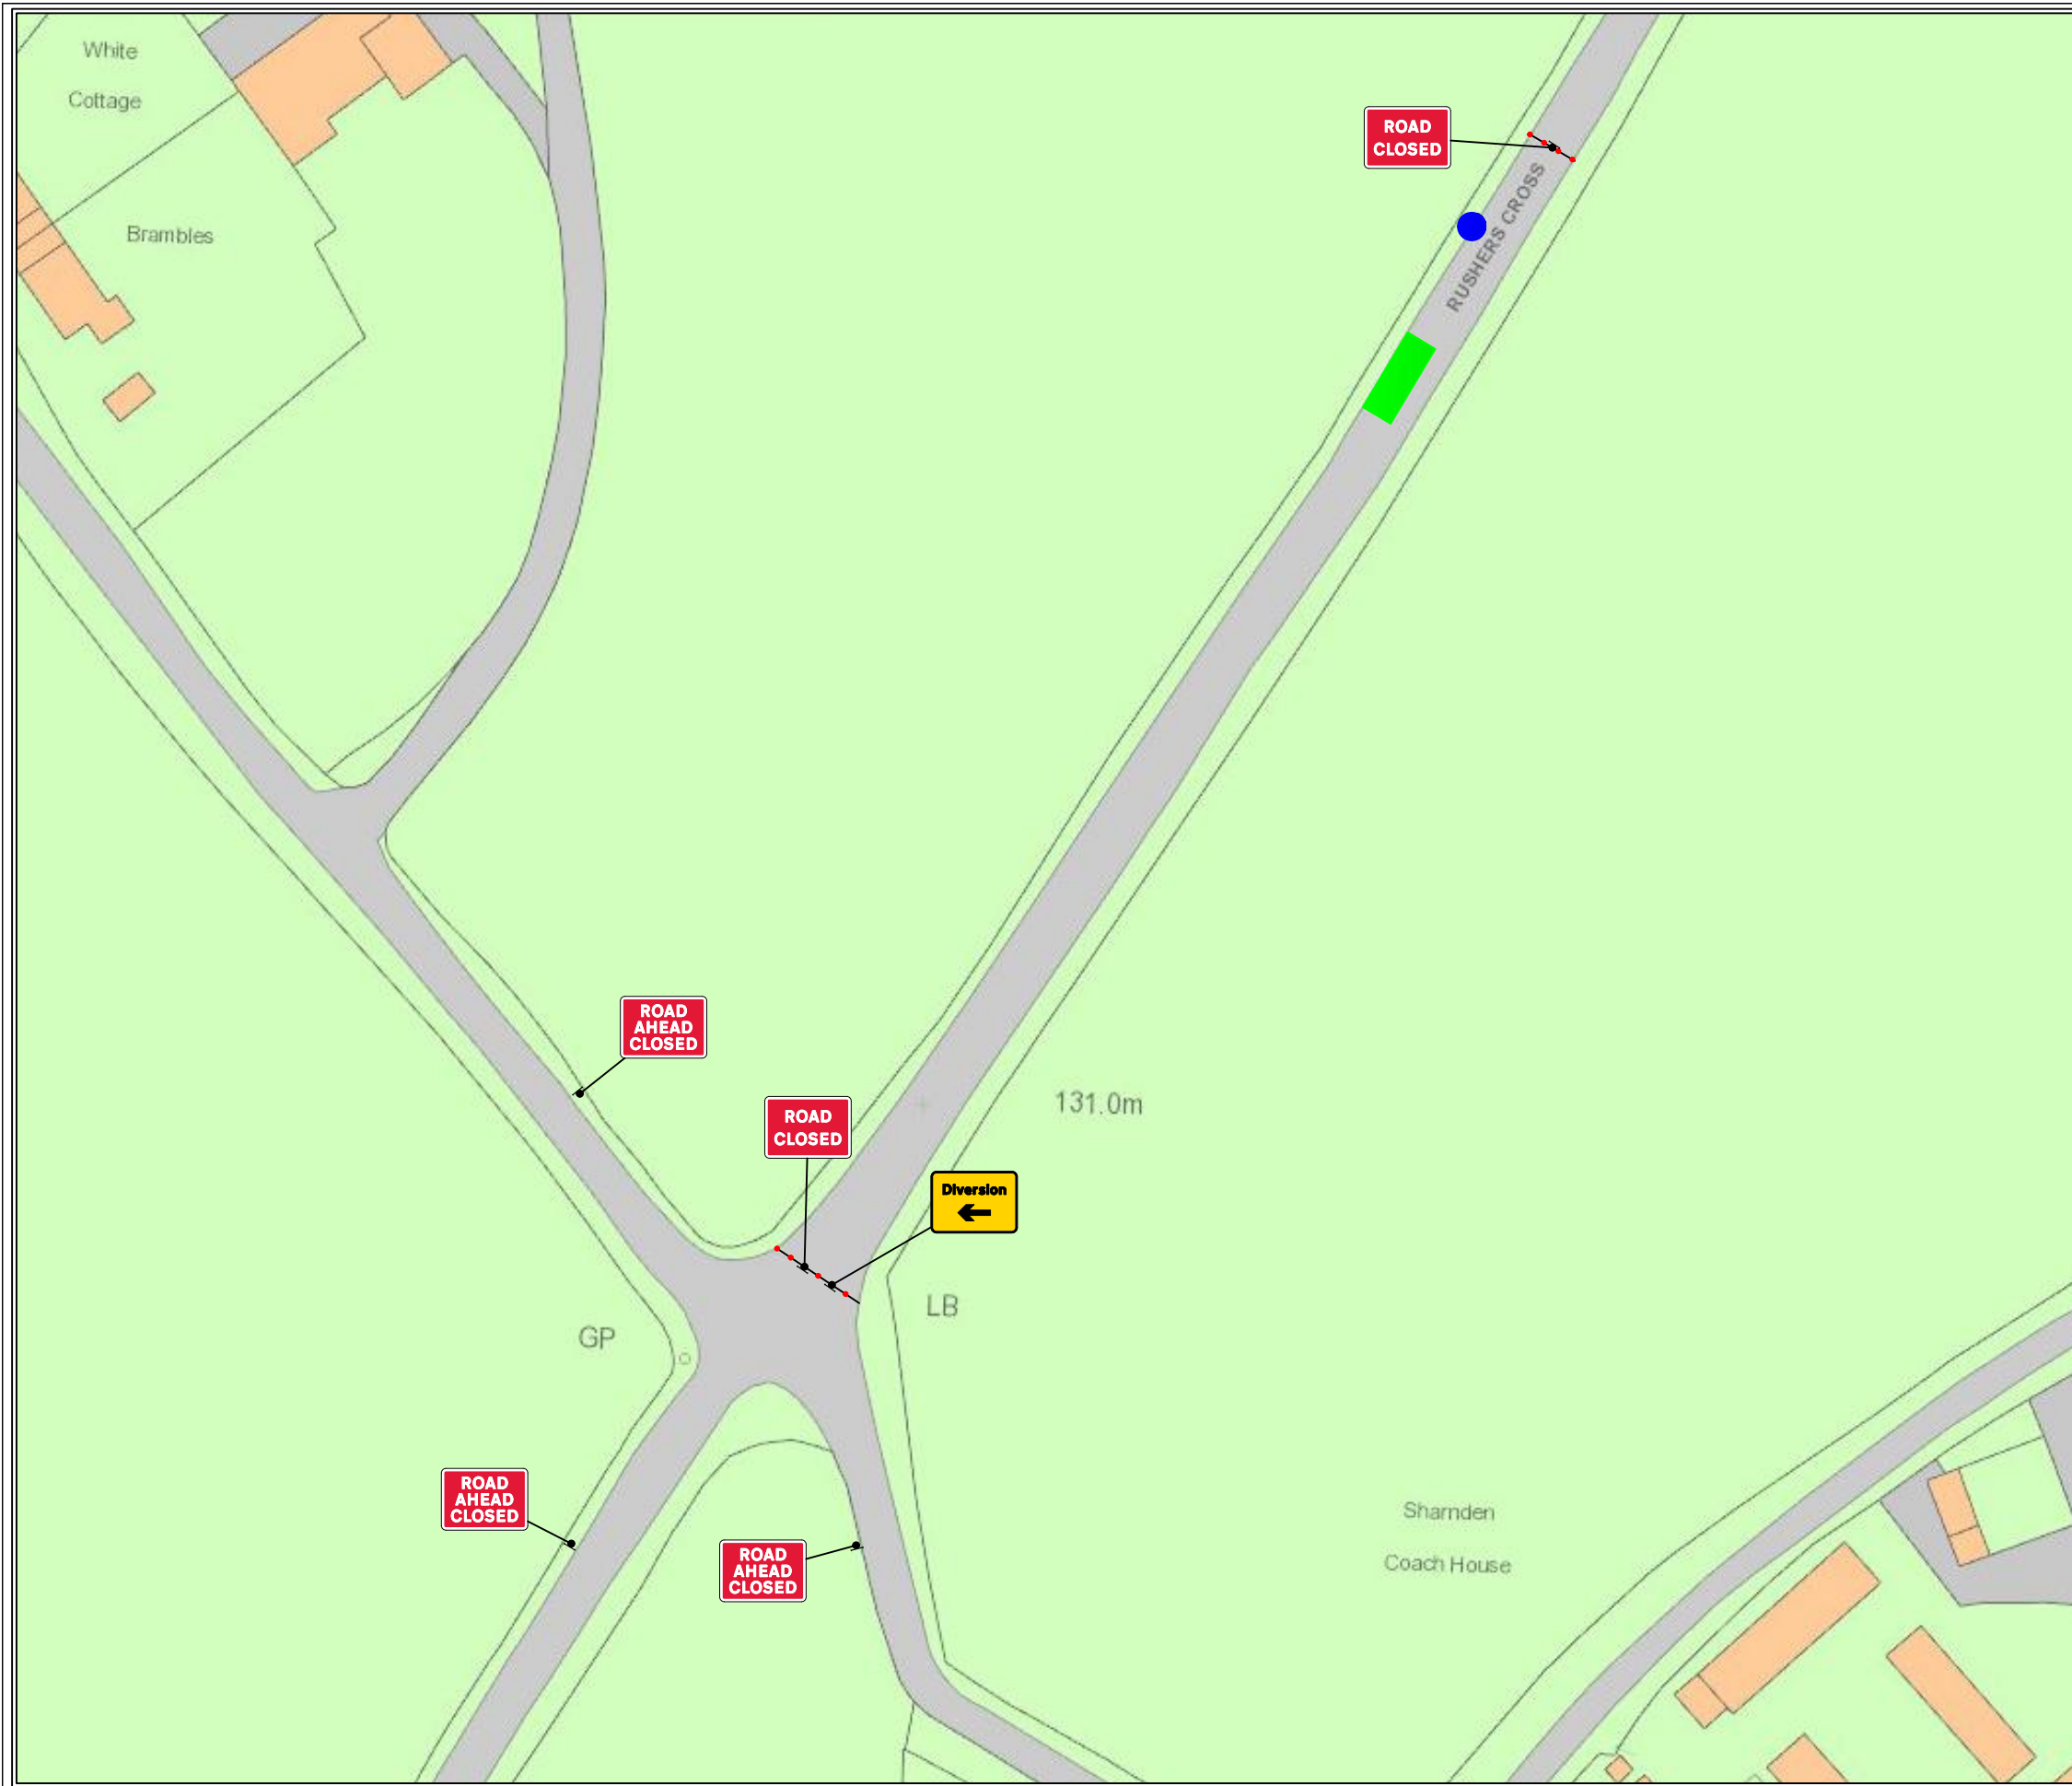 White
Cottage
Brambles
ROAD
CLOSED
RUSHERS CROSS
ROAD
AHEAD
CLOSED
ROAD
CLOSED
131.0m
Diversion
LB
GP
ROAD
AHEAD
CLOSED
ROAD
AHEAD
CLOSED
Sharnden
Coach House